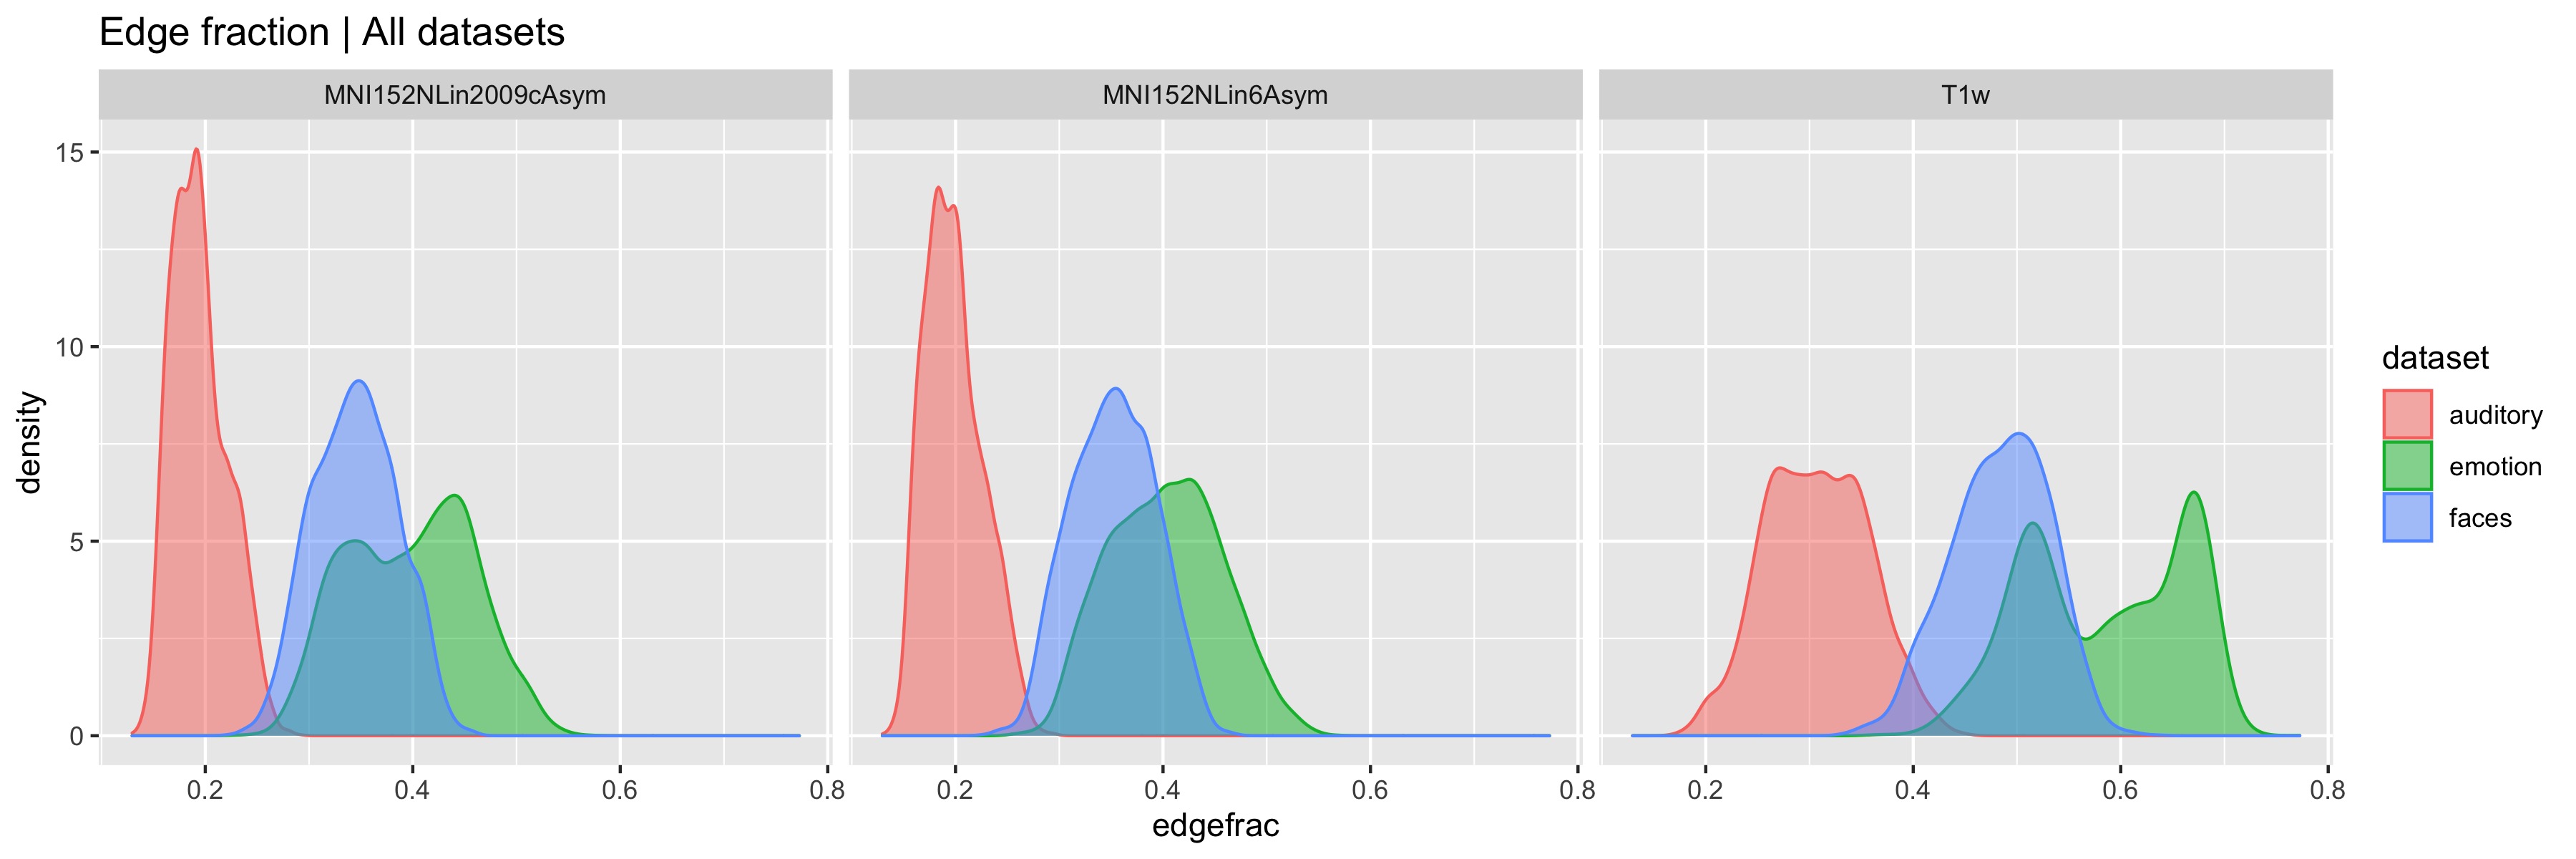 Edge fraction | All datasets
MNI152NLin2009cAsym
MNI152NLin6Asym
T1w
15
10
5
0
density
0.2
0.4
0.6
0.8
0.2
0.4
0.6
0.8
0.2
0.4
0.6
0.8
edgefrac
dataset
auditory
emotion
faces